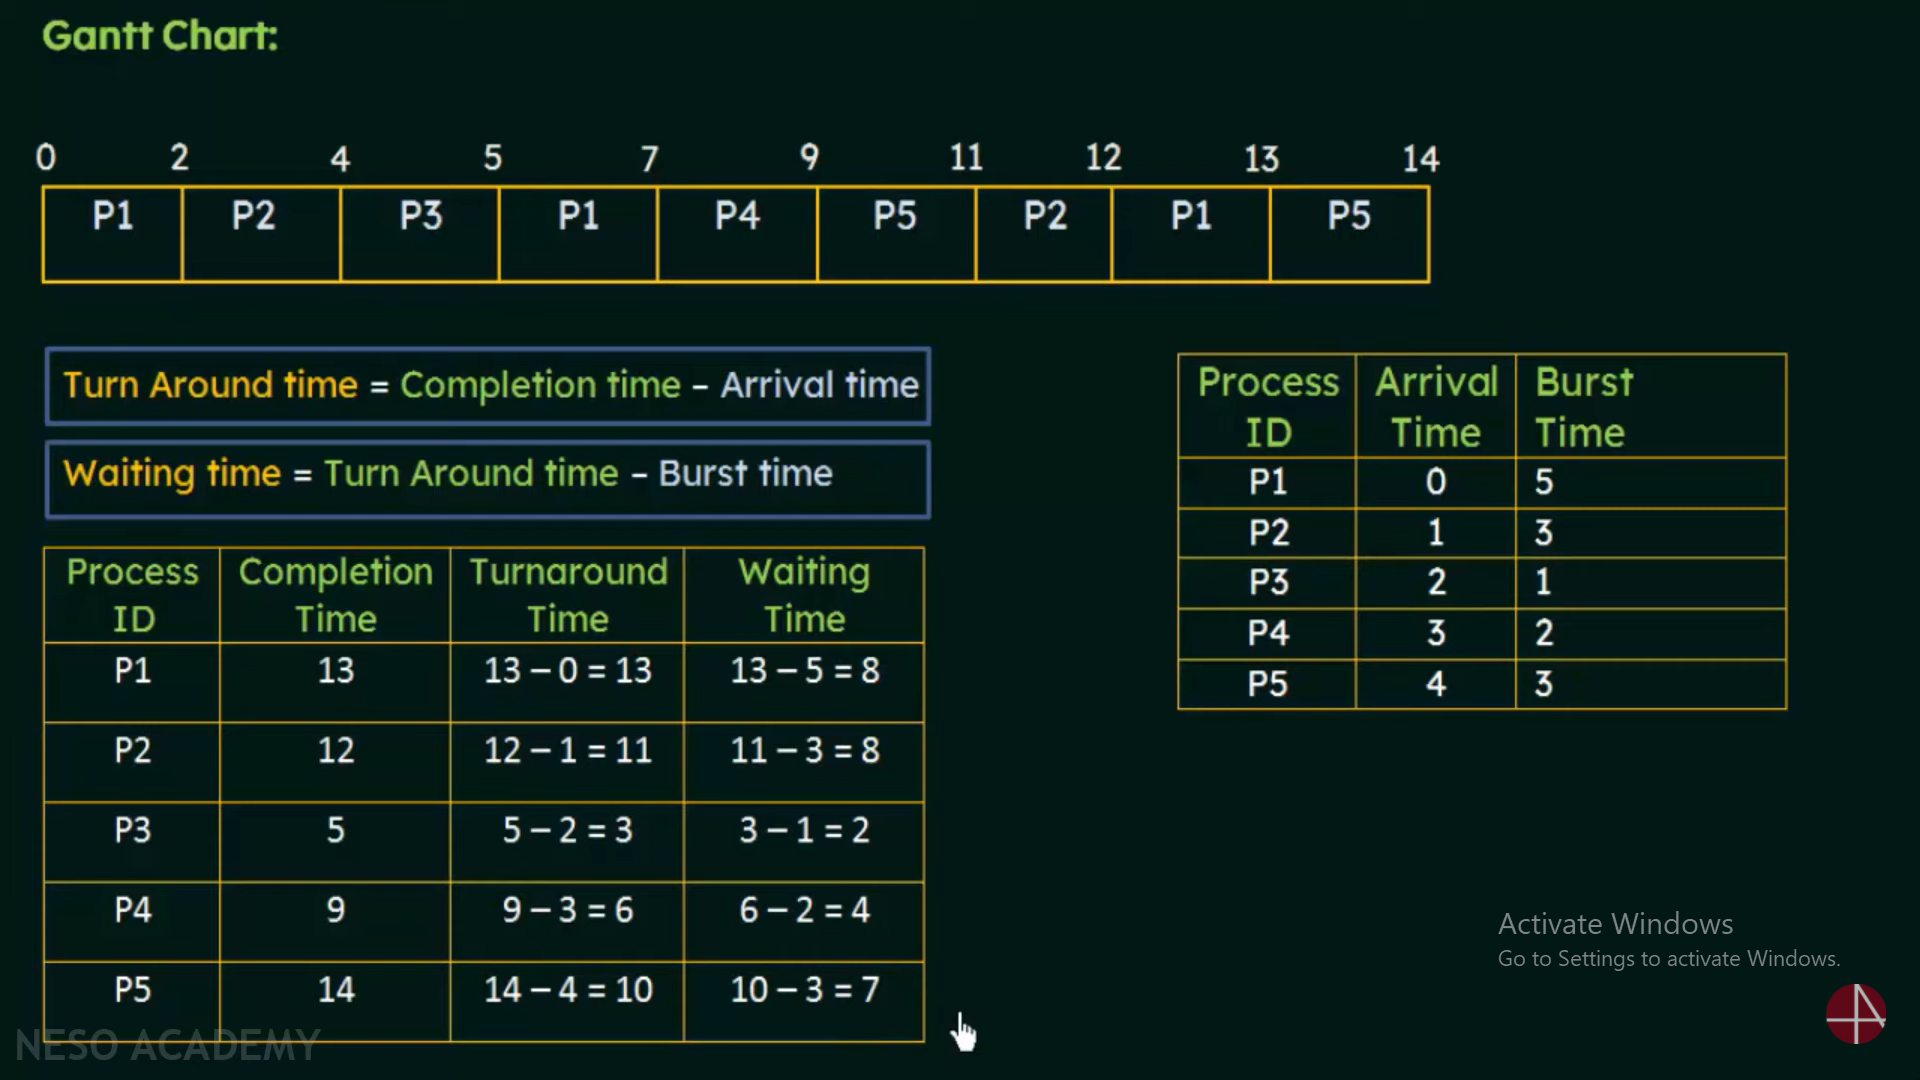 Gantt Chart:
0 2 4 5 7 9 11 12 13 14
P1 P2 P3 P1 P4 P5 P2 P1 P5
Turn Around time = Completion time – Arrival time
Waiting time = Turn Around time – Burst time
Process ID Completion Time Turnaround Time Waiting Time
P1 13 13 – 0 = 13 13 – 5 = 8
P2 12 12 – 1 = 11 11 – 3 = 8
P3 5 5 – 2 = 3 3 – 1 = 2
P4 9 9 – 3 = 6 6 – 2 = 4
P5 14 14 – 4 = 10 10 – 3 = 7
Process ID Arrival Time Burst Time
P1 0 5
P2 1 3
P3 2 1
P4 3 2
P5 4 3
Activate Windows
Go to Settings to activate Windows.
NESO ACADEMY